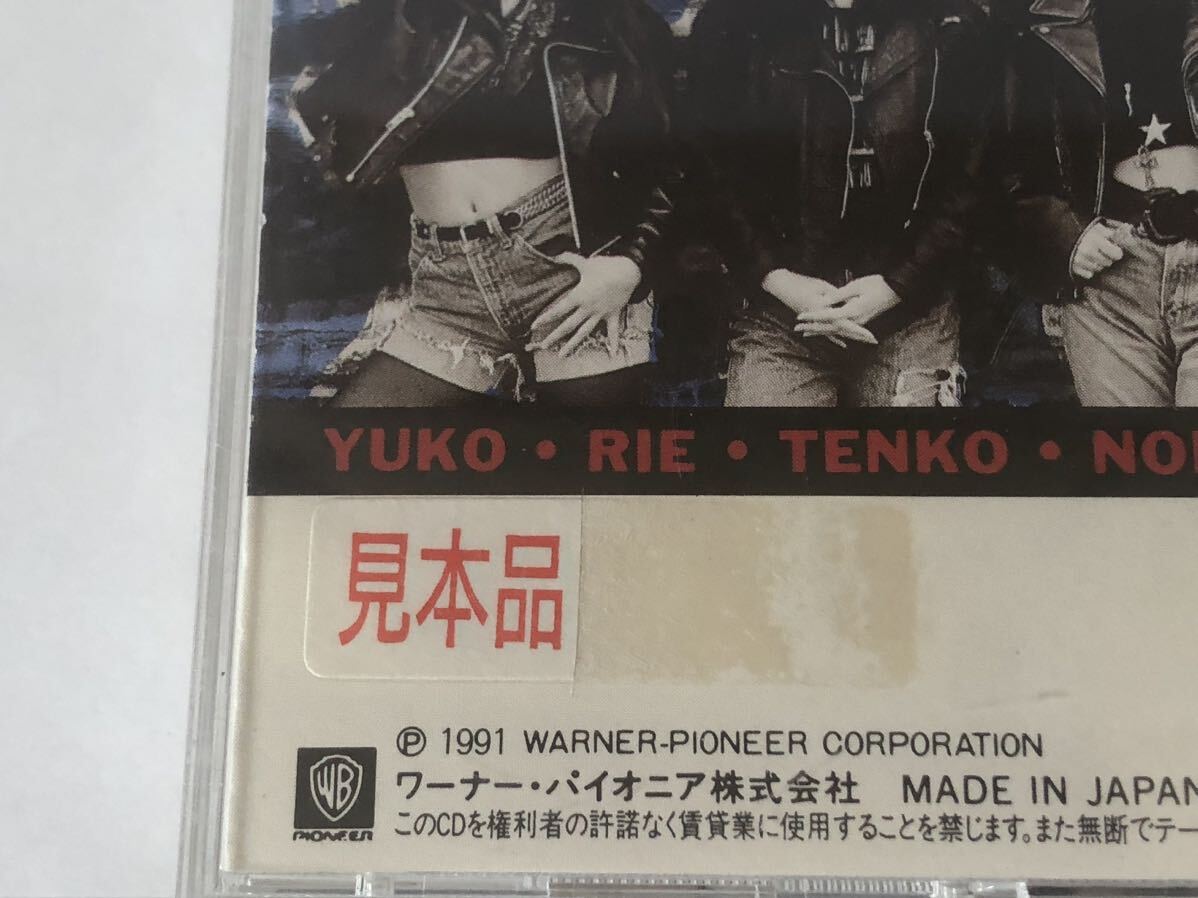 YUKO • RIE • TENKO •
見本品
℗ 1991 WARNER-PIONEER CORPORATION
WB
PIONEER
ワーナー・パイオニア株式会社 MADE IN JAPAN
このCDを権利者の許諾なく賃貸業に使用することを禁じます。また無断でテー